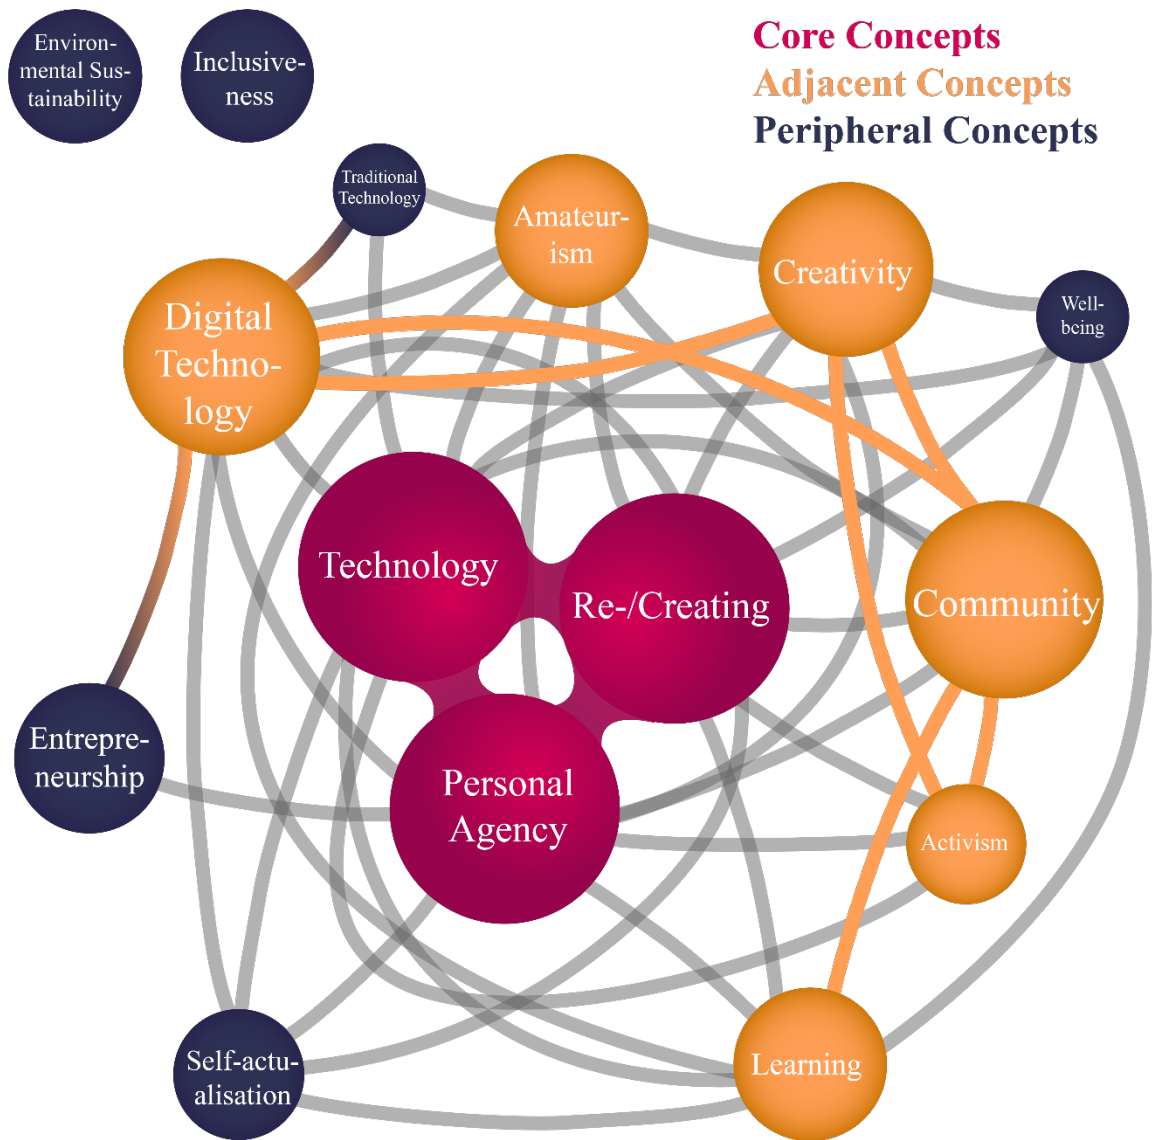 Environ-
mental Sus-
tainability
Inclusive-
ness
Core Concepts
Adjacent Concepts
Peripheral Concepts
Traditional
Technology
Amateur-
ism
Creativity
Well-
being
Digital
Techno-
logy
Technology
Re-/Creating
Community
Entrepre-
neurship
Personal
Agency
Activism
Self-actu-
alisation
Learning